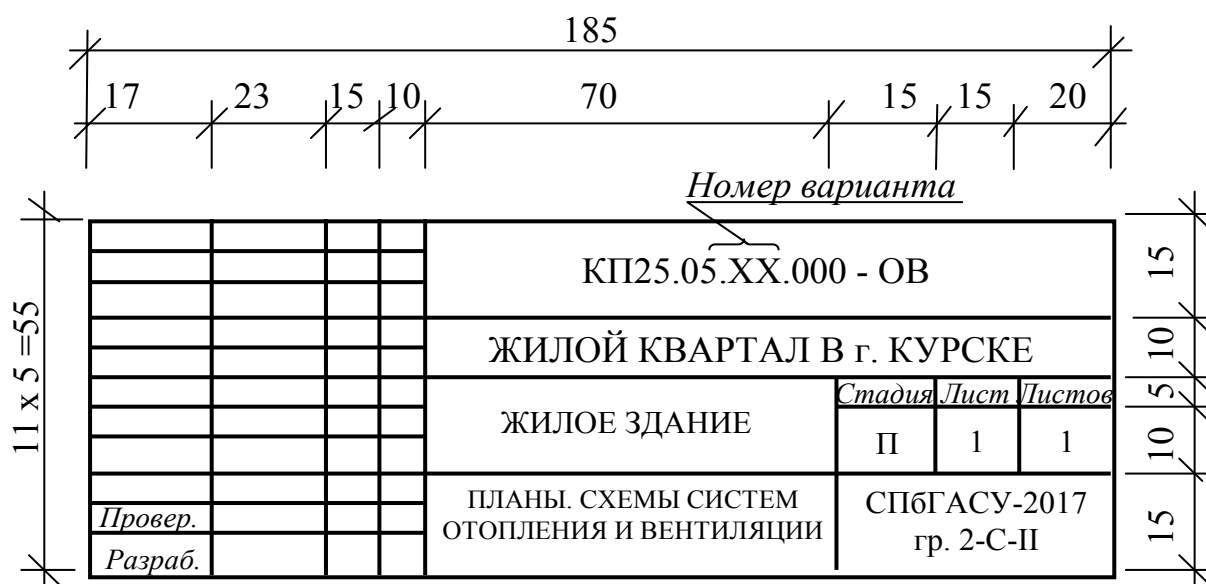 185
17 23 15 10 70 15 15 20
Номер варианта
КП25.05.XX.000 - ОВ
15
ЖИЛОЙ КВАРТАЛ В г. КУРСКЕ
10
11 x 5 =55
ЖИЛОЕ ЗДАНИЕ
Стадия Лист Листов
5
П 1 1
10
ПЛАНЫ. СХЕМЫ СИСТЕМ
ОТОПЛЕНИЯ И ВЕНТИЛЯЦИИ
СПбГАСУ-2017
гр. 2-С-II
15
Провер.
Разраб.